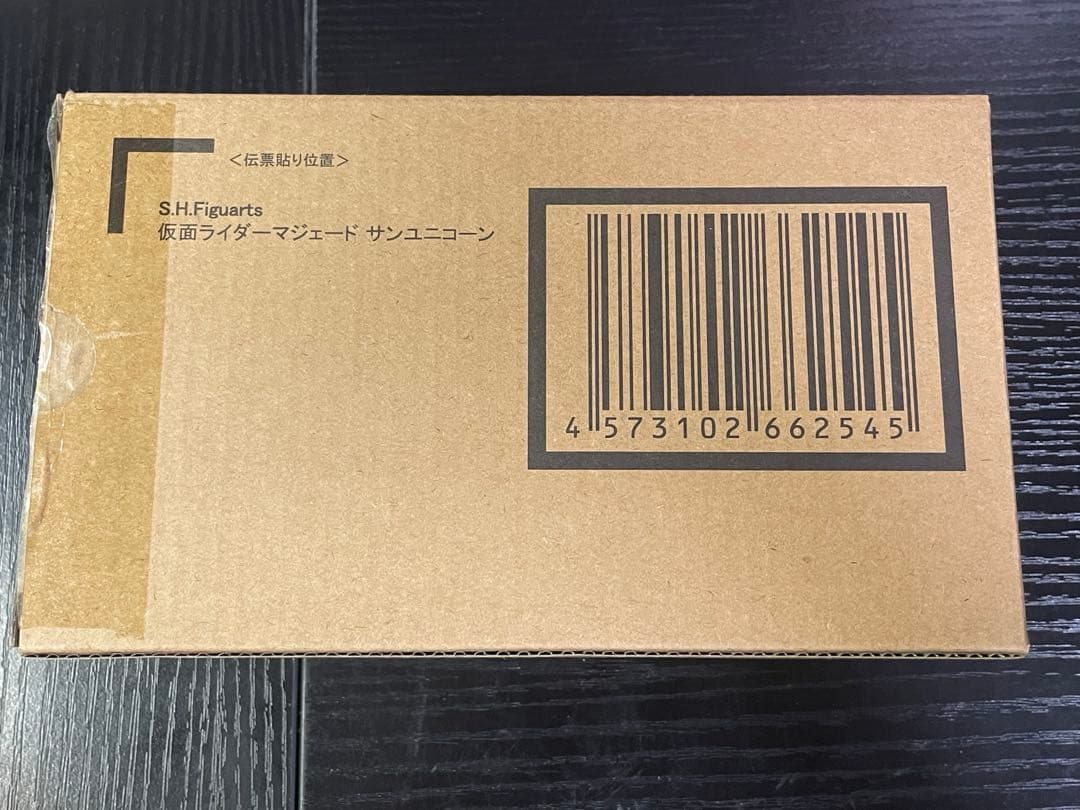 ＜伝票貼り位置＞
S.H.Figuarts
仮面ライダーマジェード サンユニコーン
4 573102 662545